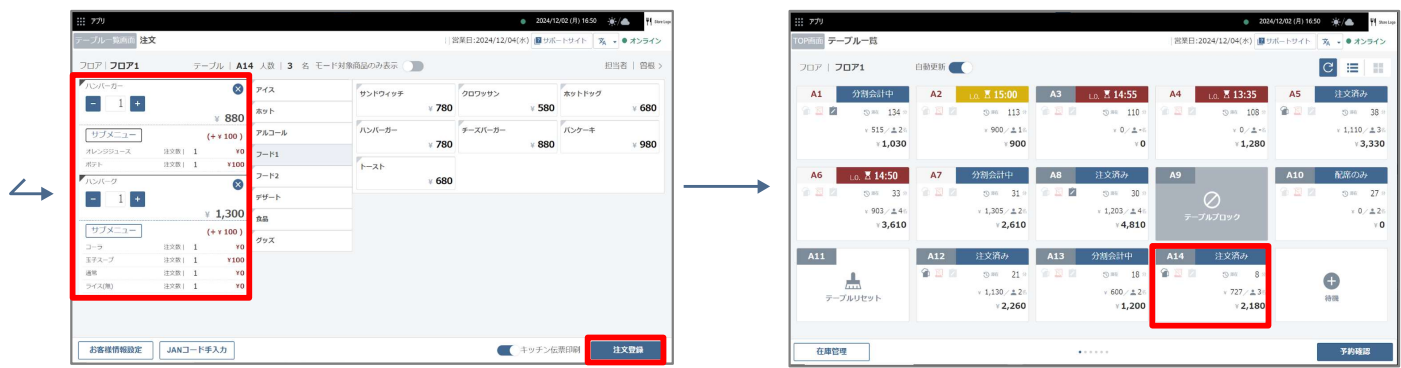 アプリ
2024/12/02 (月) 16:50
Store Logo
テーブル一覧画面 注文
営業日:2024/12/04(水) サポートサイト オンライン
フロア | フロア1 テーブル | A14 人数 | 3 名 モード対象商品のみ表示
担当者 | 四組 >
ハンバーガー
1
¥ 880
サブメニュー (+ ¥ 100 )
オレンジジュース 注文数 | 1 ¥0
ポテト 注文数 | 1 ¥100
ハンバーグ
1
¥ 1,300
サブメニュー (+ ¥ 100 )
コーラ 注文数 | 1 ¥0
玉子スープ 注文数 | 1 ¥100
通常 注文数 | 1 ¥0
ライス(無) 注文数 | 1 ¥0
アイス
ホット
アルコール
フード1
フード2
デザート
食品
グッズ
サンドウィッチ
¥ 780
クロワッサン
¥ 580
ホットドッグ
¥ 680
ハンバーガー
¥ 780
チーズバーガー
¥ 880
パンケーキ
¥ 980
トースト
¥ 680
お客様情報設定 JANコード手入力
キッチン伝票印刷 注文登録
アプリ
2024/12/02 (月) 16:50
Store Logo
TOP画面 テーブル一覧
営業日:2024/12/04(水) サポートサイト オンライン
フロア | フロア1 自動更新
A1 分割会計中
134
¥ 515 / 2
¥ 1,030
A2 L.O. 15:00
113
¥ 900 / 1
¥ 900
A3 L.O. 14:55
110
¥ 0 / -
¥ 0
A4 L.O. 13:35
108
¥ 0 / -
¥ 1,280
A5 注文済み
38
¥ 1,110 / 3
¥ 3,330
A6 L.O. 14:50
33
¥ 903 / 4
¥ 3,610
A7 分割会計中
31
¥ 1,305 / 2
¥ 2,610
A8 注文済み
30
¥ 1,203 / 4
¥ 4,810
A9
テーブルブロック
A10 配席のみ
27
¥ 0 / 2
¥ 0
A11
テーブルリセット
A12 注文済み
21
¥ 1,130 / 2
¥ 2,260
A13 分割会計中
18
¥ 600 / 2
¥ 1,200
A14 注文済み
8
¥ 727 / 3
¥ 2,180
待機
在庫管理
予約確認